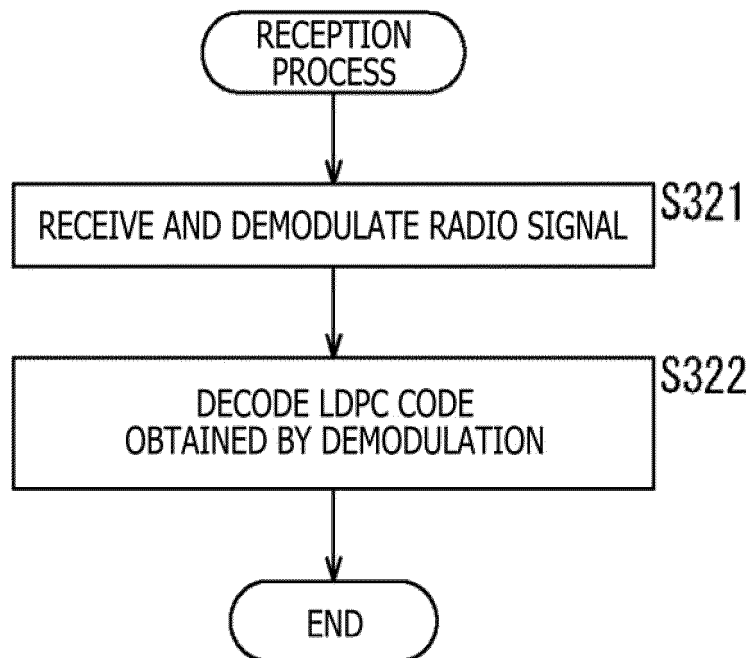 RECEPTION
PROCESS
RECEIVE AND DEMODULATE RADIO SIGNAL
S321
DECODE LDPC CODE
OBTAINED BY DEMODULATION
S322
END